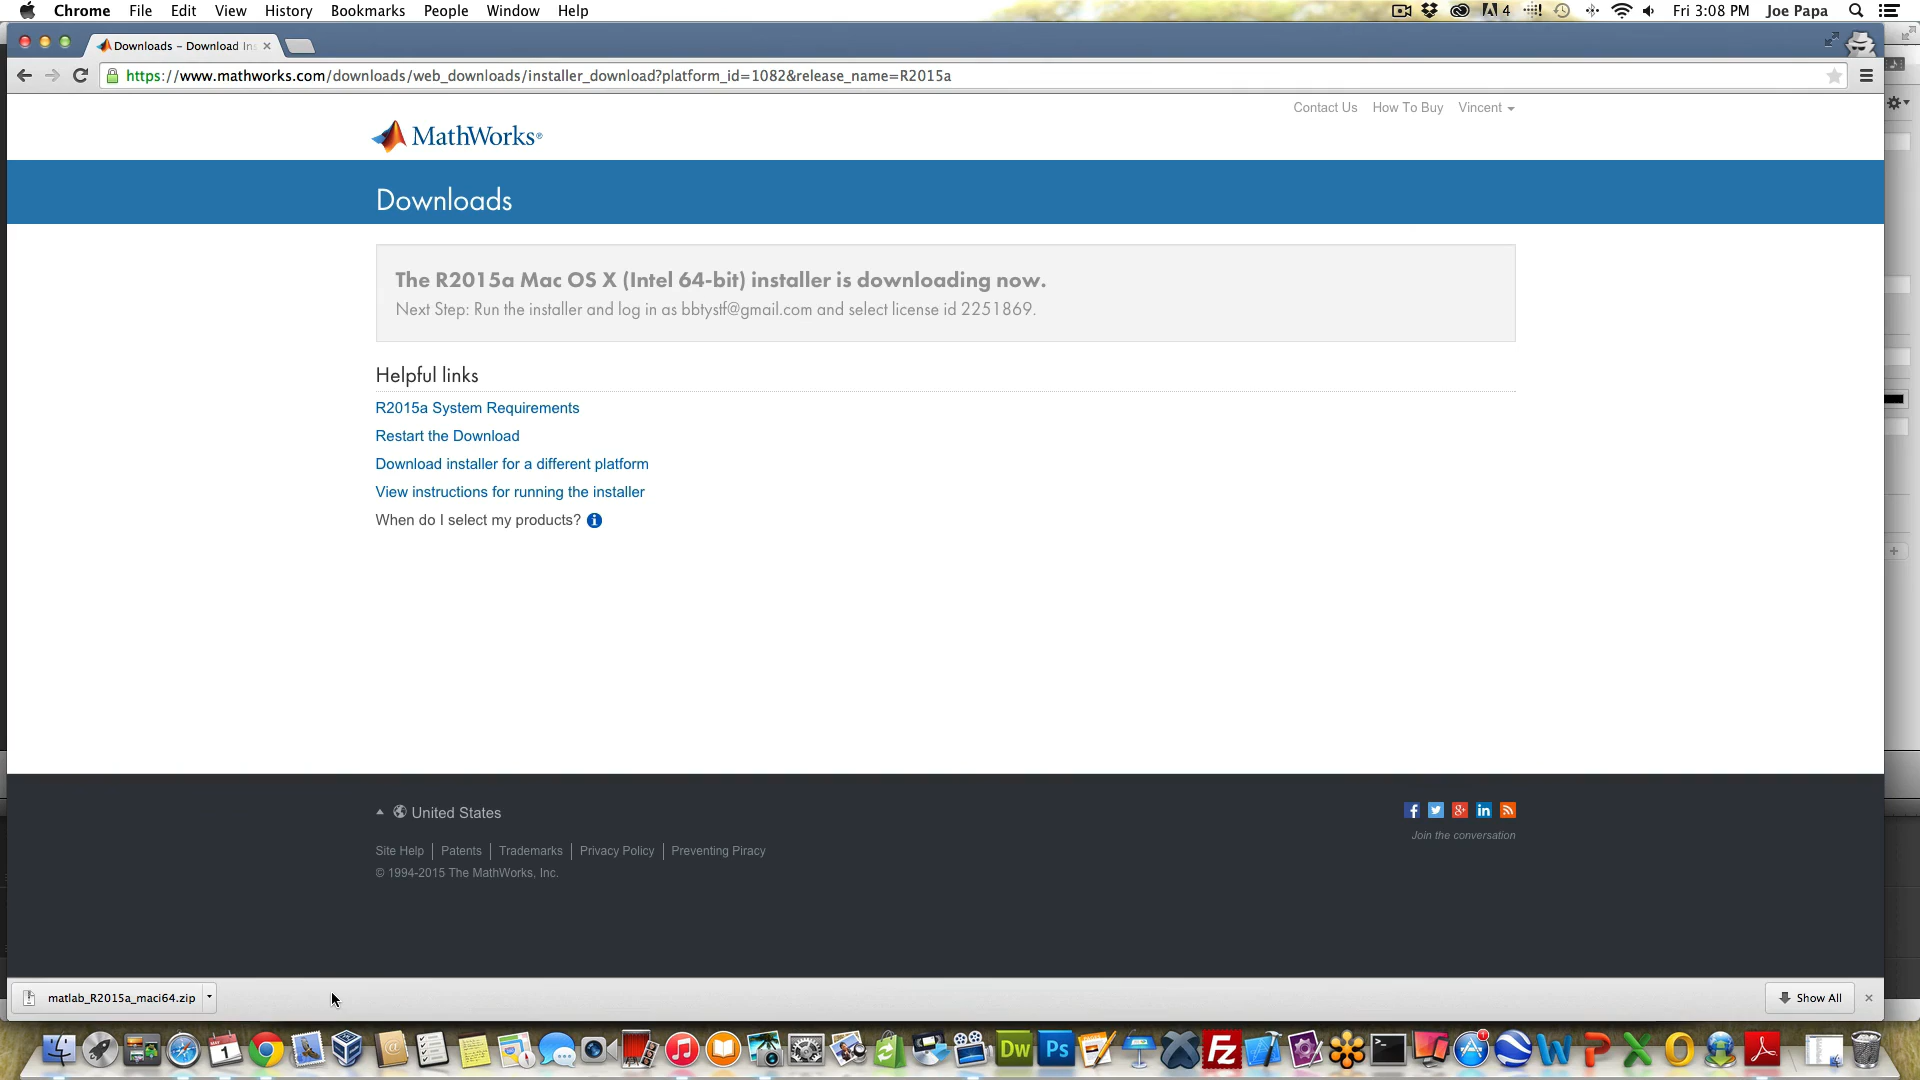 Chrome File Edit View History Bookmarks People Window Help
4 Fri 3:08 PM Joe Papa
Downloads - Download In
https://www.mathworks.com/downloads/web_downloads/installer_download?platform_id=1082&release_name=R2015a
Contact Us How To Buy Vincent
MathWorks®
Downloads
The R2015a Mac OS X (Intel 64-bit) installer is downloading now.
Next Step: Run the installer and log in as bbtystf@gmail.com and select license id 2251869.
Helpful links
R2015a System Requirements
Restart the Download
Download installer for a different platform
View instructions for running the installer
When do I select my products?
United States
Join the conversation
Site Help Patents Trademarks Privacy Policy Preventing Piracy
© 1994-2015 The MathWorks, Inc.
matlab_R2015a_maci64.zip
Show All
Dw Ps Fz W P X O